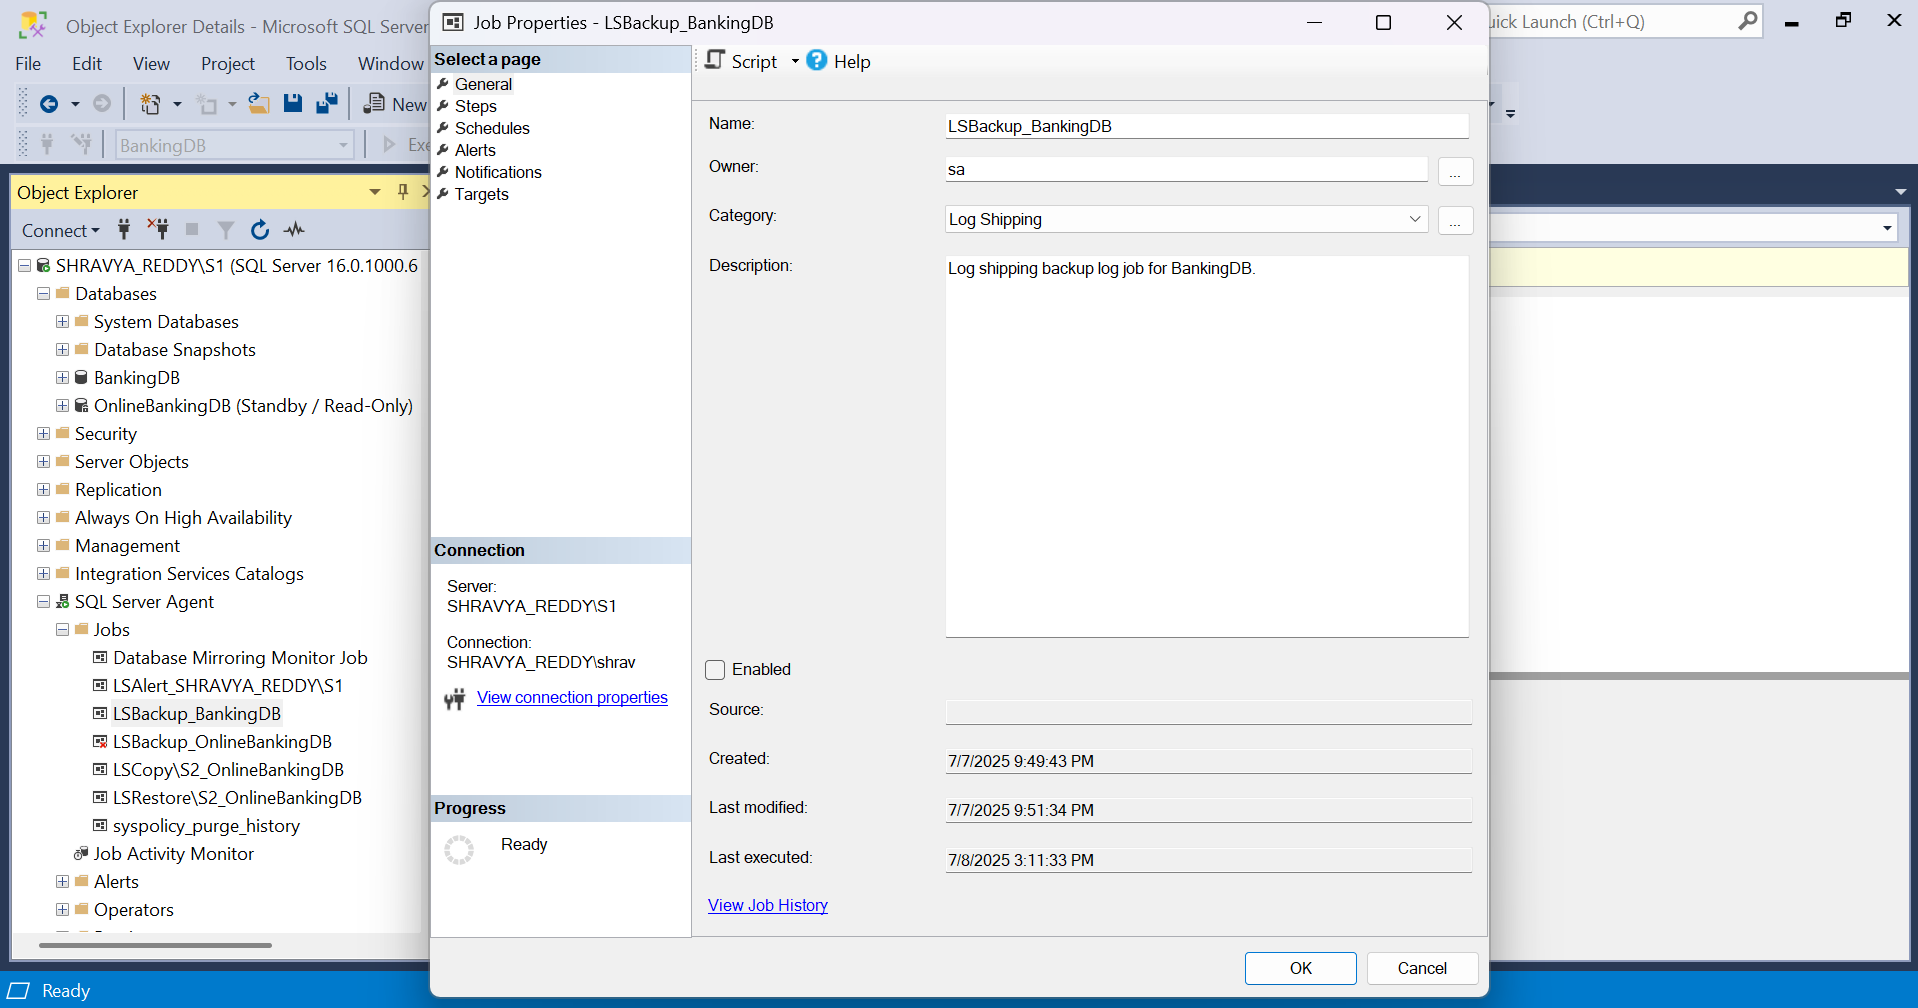 Object Explorer Details - Microsoft SQL Server
Job Properties - LSBackup_BankingDB
uick Launch (Ctrl+Q)
File Edit View Project Tools Window
New
BankingDB
Exe
Object Explorer
Connect
SHRAVYA_REDDY\S1 (SQL Server 16.0.1000.6
Databases
System Databases
Database Snapshots
BankingDB
OnlineBankingDB (Standby / Read-Only)
Security
Server Objects
Replication
Always On High Availability
Management
Integration Services Catalogs
SQL Server Agent
Jobs
Database Mirroring Monitor Job
LSAlert_SHRAVYA_REDDY\S1
LSBackup_BankingDB
LSBackup_OnlineBankingDB
LSCopy\S2_OnlineBankingDB
LSRestore\S2_OnlineBankingDB
syspolicy_purge_history
Job Activity Monitor
Alerts
Operators
Ready
Select a page
General
Steps
Schedules
Alerts
Notifications
Targets
Connection
Server:
SHRAVYA_REDDY\S1
Connection:
SHRAVYA_REDDY\shrav
View connection properties
Progress
Ready
Script ? Help
Name: LSBackup_BankingDB
Owner: sa ...
Category: Log Shipping ...
Description: Log shipping backup log job for BankingDB.
Enabled
Source:
Created: 7/7/2025 9:49:43 PM
Last modified: 7/7/2025 9:51:34 PM
Last executed: 7/8/2025 3:11:33 PM
View Job History
OK Cancel